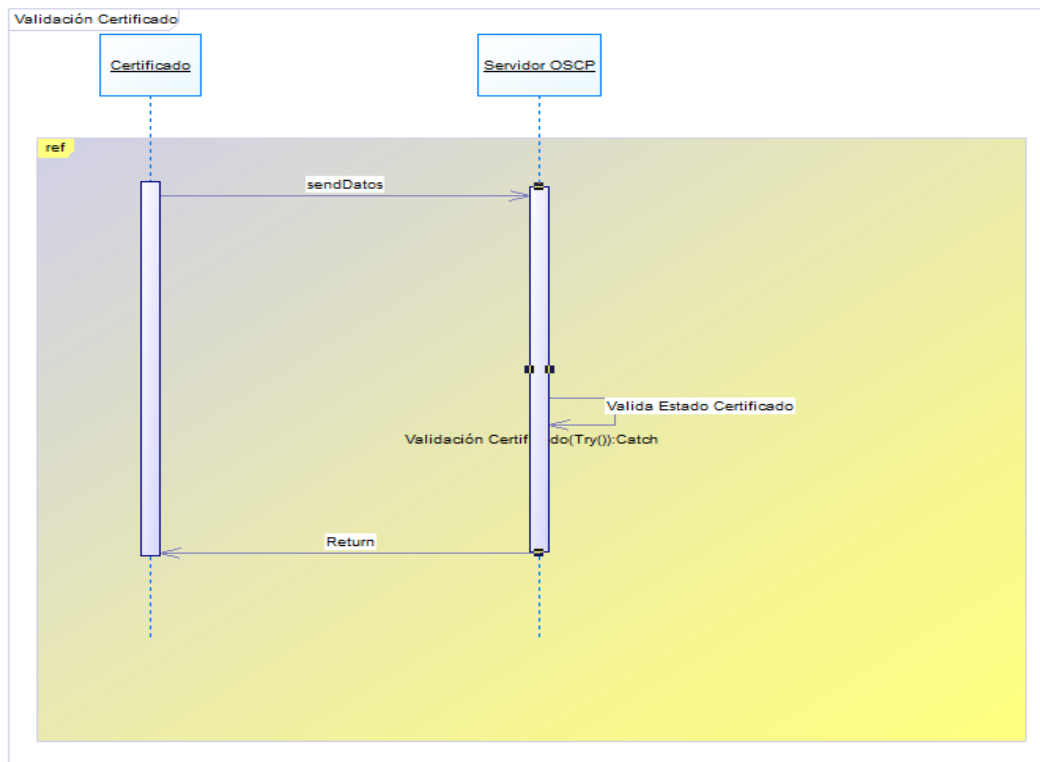 Validación Certificado
Certificado
Servidor OSCP
ref
sendDatos
Valida Estado Certificado
Validación Certif do(Try()):Catch
Return